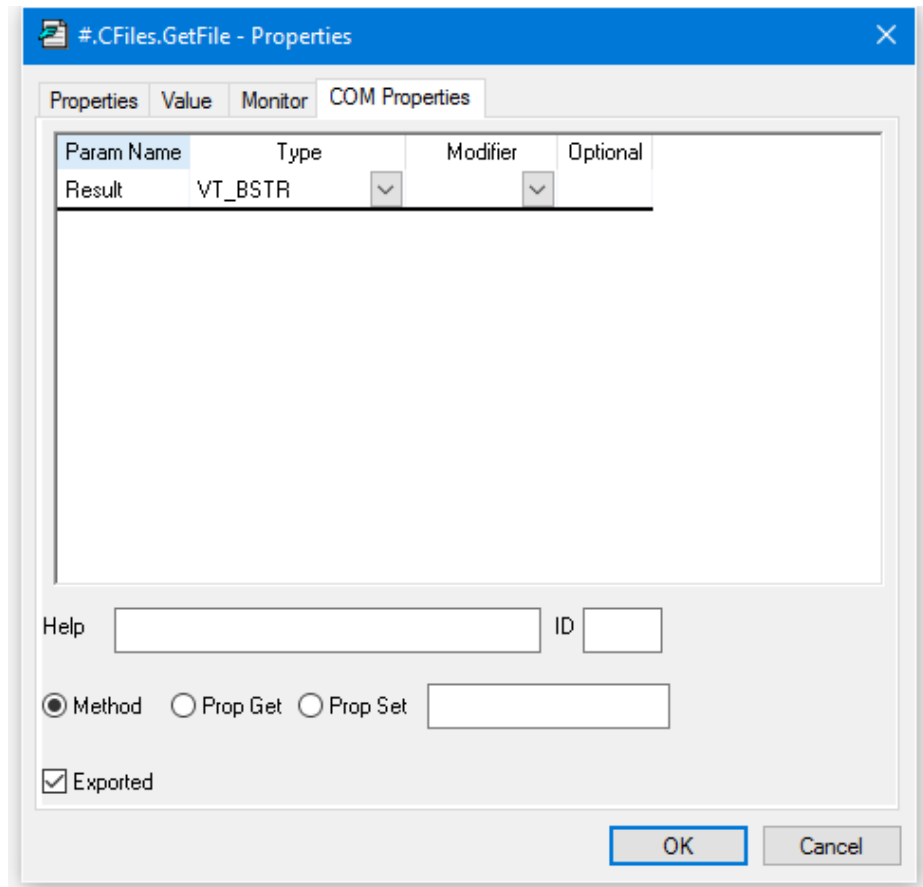 #.CFiles.GetFile - Properties
Properties Value Monitor COM Properties
Param Name Type Modifier Optional
Result VT_BSTR
Help ID
Method Prop Get Prop Set
Exported
OK Cancel